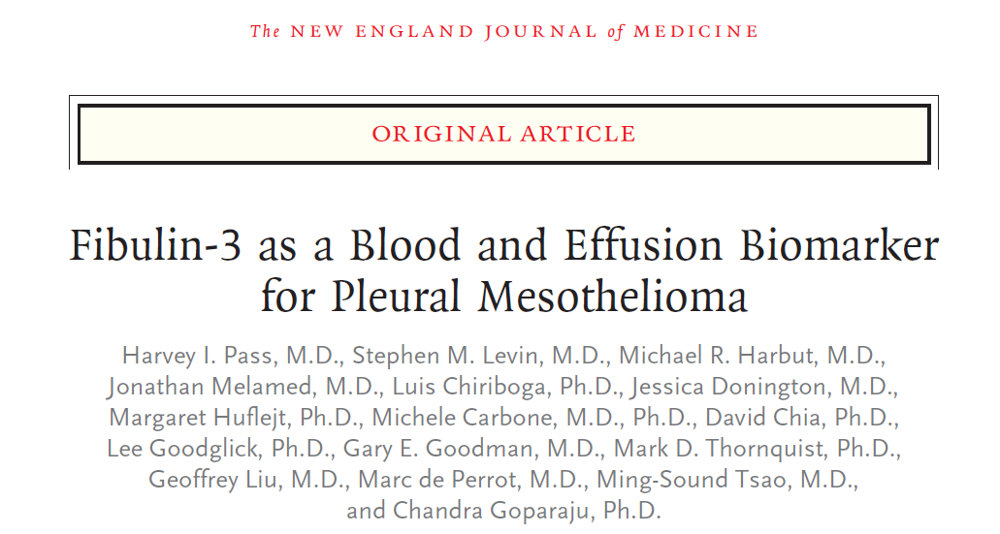 The NEW ENGLAND JOURNAL of MEDICINE
ORIGINAL ARTICLE
Fibulin-3 as a Blood and Effusion Biomarker
for Pleural Mesothelioma
Harvey I. Pass, M.D., Stephen M. Levin, M.D., Michael R. Harbut, M.D.,
Jonathan Melamed, M.D., Luis Chiriboga, Ph.D., Jessica Donington, M.D.,
Margaret Huflejt, Ph.D., Michele Carbone, M.D., Ph.D., David Chia, Ph.D.,
Lee Goodglick, Ph.D., Gary E. Goodman, M.D., Mark D. Thornquist, Ph.D.,
Geoffrey Liu, M.D., Marc de Perrot, M.D., Ming-Sound Tsao, M.D.,
and Chandra Goparaju, Ph.D.